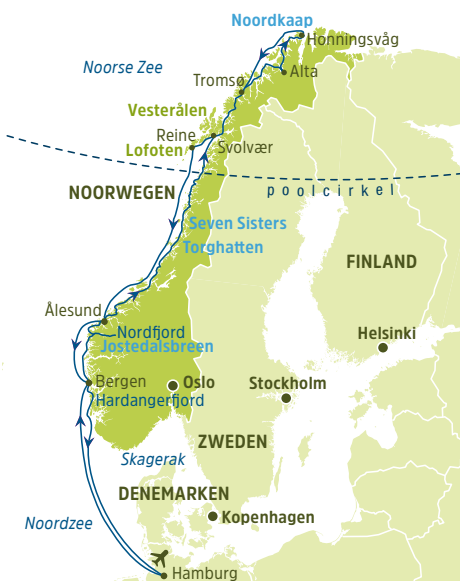 Noordkaap
Honningsvåg
Noorse Zee
Alta
Tromsø
Vesterålen
Reine
Svolvær
Lofoten
poolcirkel
NOORWEGEN
Seven Sisters
Torghatten
FINLAND
Ålesund
Nordfjord
Helsinki
Jostedalsbreen
Bergen
Oslo
Stockholm
Hardangerfjord
ZWEDEN
Skagerak
DENEMARKEN
Kopenhagen
Noordzee
Hamburg